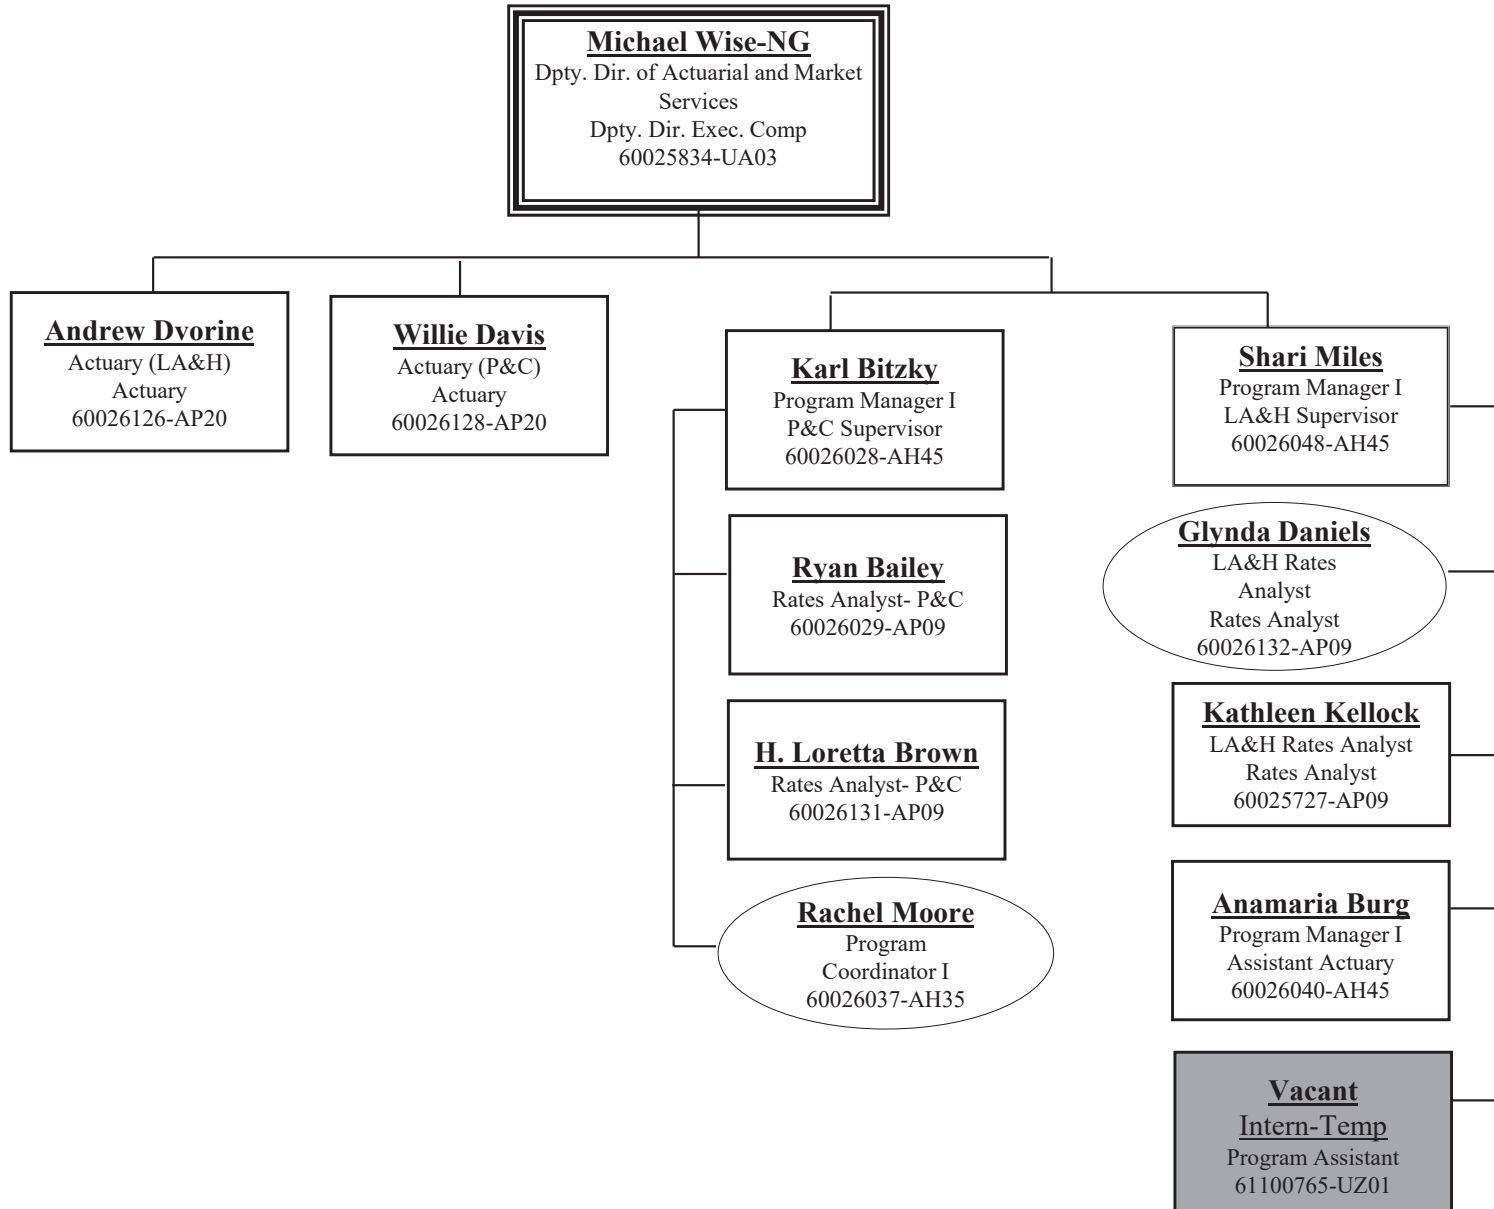 Michael Wise-NG
Dpty. Dir. of Actuarial and Market
Services
Dpty. Dir. Exec. Comp
60025834-UA03
Andrew Dvorine
Actuary (LA&H)
Actuary
60026126-AP20
Willie Davis
Actuary (P&C)
Actuary
60026128-AP20
Karl Bitzky
Program Manager I
P&C Supervisor
60026028-AH45
Ryan Bailey
Rates Analyst- P&C
60026029-AP09
H. Loretta Brown
Rates Analyst- P&C
60026131-AP09
Rachel Moore
Program
Coordinator I
60026037-AH35
Shari Miles
Program Manager I
LA&H Supervisor
60026048-AH45
Glynda Daniels
LA&H Rates
Analyst
Rates Analyst
60026132-AP09
Kathleen Kellock
LA&H Rates Analyst
Rates Analyst
60025727-AP09
Anamaria Burg
Program Manager I
Assistant Actuary
60026040-AH45
Vacant
Intern-Temp
Program Assistant
61100765-UZ01